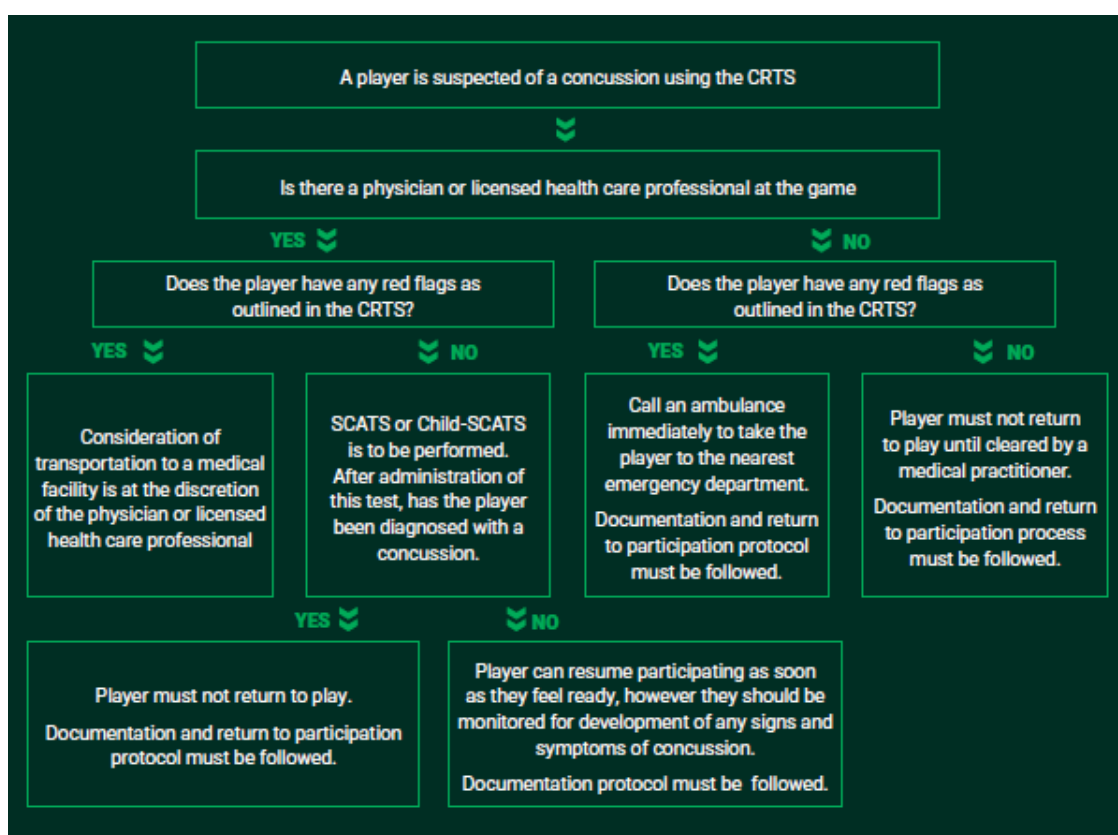 A player is suspected of a concussion using the CRTS
Is there a physician or licensed health care professional at the game
YES
NO
Does the player have any red flags as
outlined in the CRTS?
Does the player have any red flags as
outlined in the CRTS?
YES
NO
YES
NO
Consideration of
transportation to a medical
facility is at the discretion
of the physician or licensed
health care professional
SCATS or Child-SCATS
is to be performed.
After administration of
this test, has the player
been diagnosed with a
concussion.
Call an ambulance
immediately to take the
player to the nearest
emergency department.
Documentation and return
to participation protocol
must be followed.
Player must not return
to play until cleared by a
medical practitioner.
Documentation and return
to participation process
must be followed.
YES
NO
Player must not return to play.
Documentation and return to participation
protocol must be followed.
Player can resume participating as soon
as they feel ready, however they should be
monitored for development of any signs and
symptoms of concussion.
Documentation protocol must be followed.